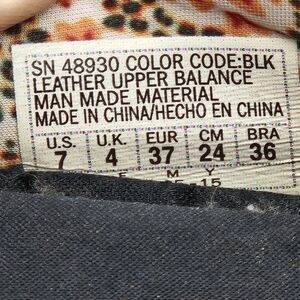 SN 48930 COLOR CODE:BLK
LEATHER UPPER BALANCE
MAN MADE MATERIAL
MADE IN CHINA/HECHO EN CHINA
U.S. U.K. EUR CM BRA
7 4 37 24 36
M Y